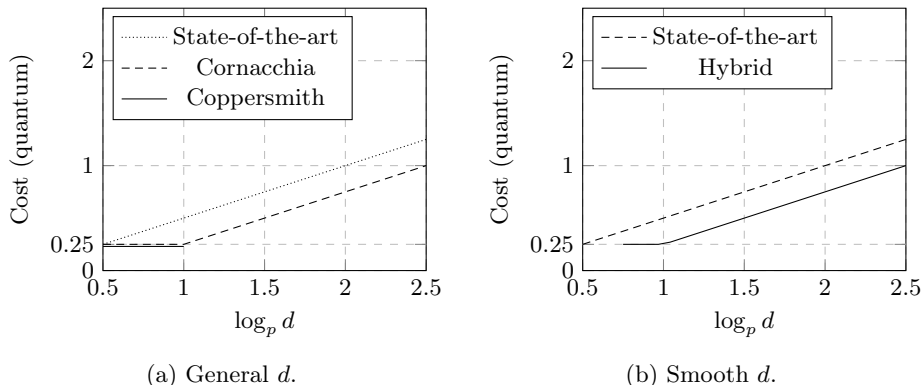 State-of-the-art
Cornacchia
Coppersmith
Cost (quantum)
2
1
0.25
0
0.5 1 1.5 2 2.5
log_p d
(a) General d.
State-of-the-art
Hybrid
Cost (quantum)
2
1
0.25
0
0.5 1 1.5 2 2.5
log_p d
(b) Smooth d.